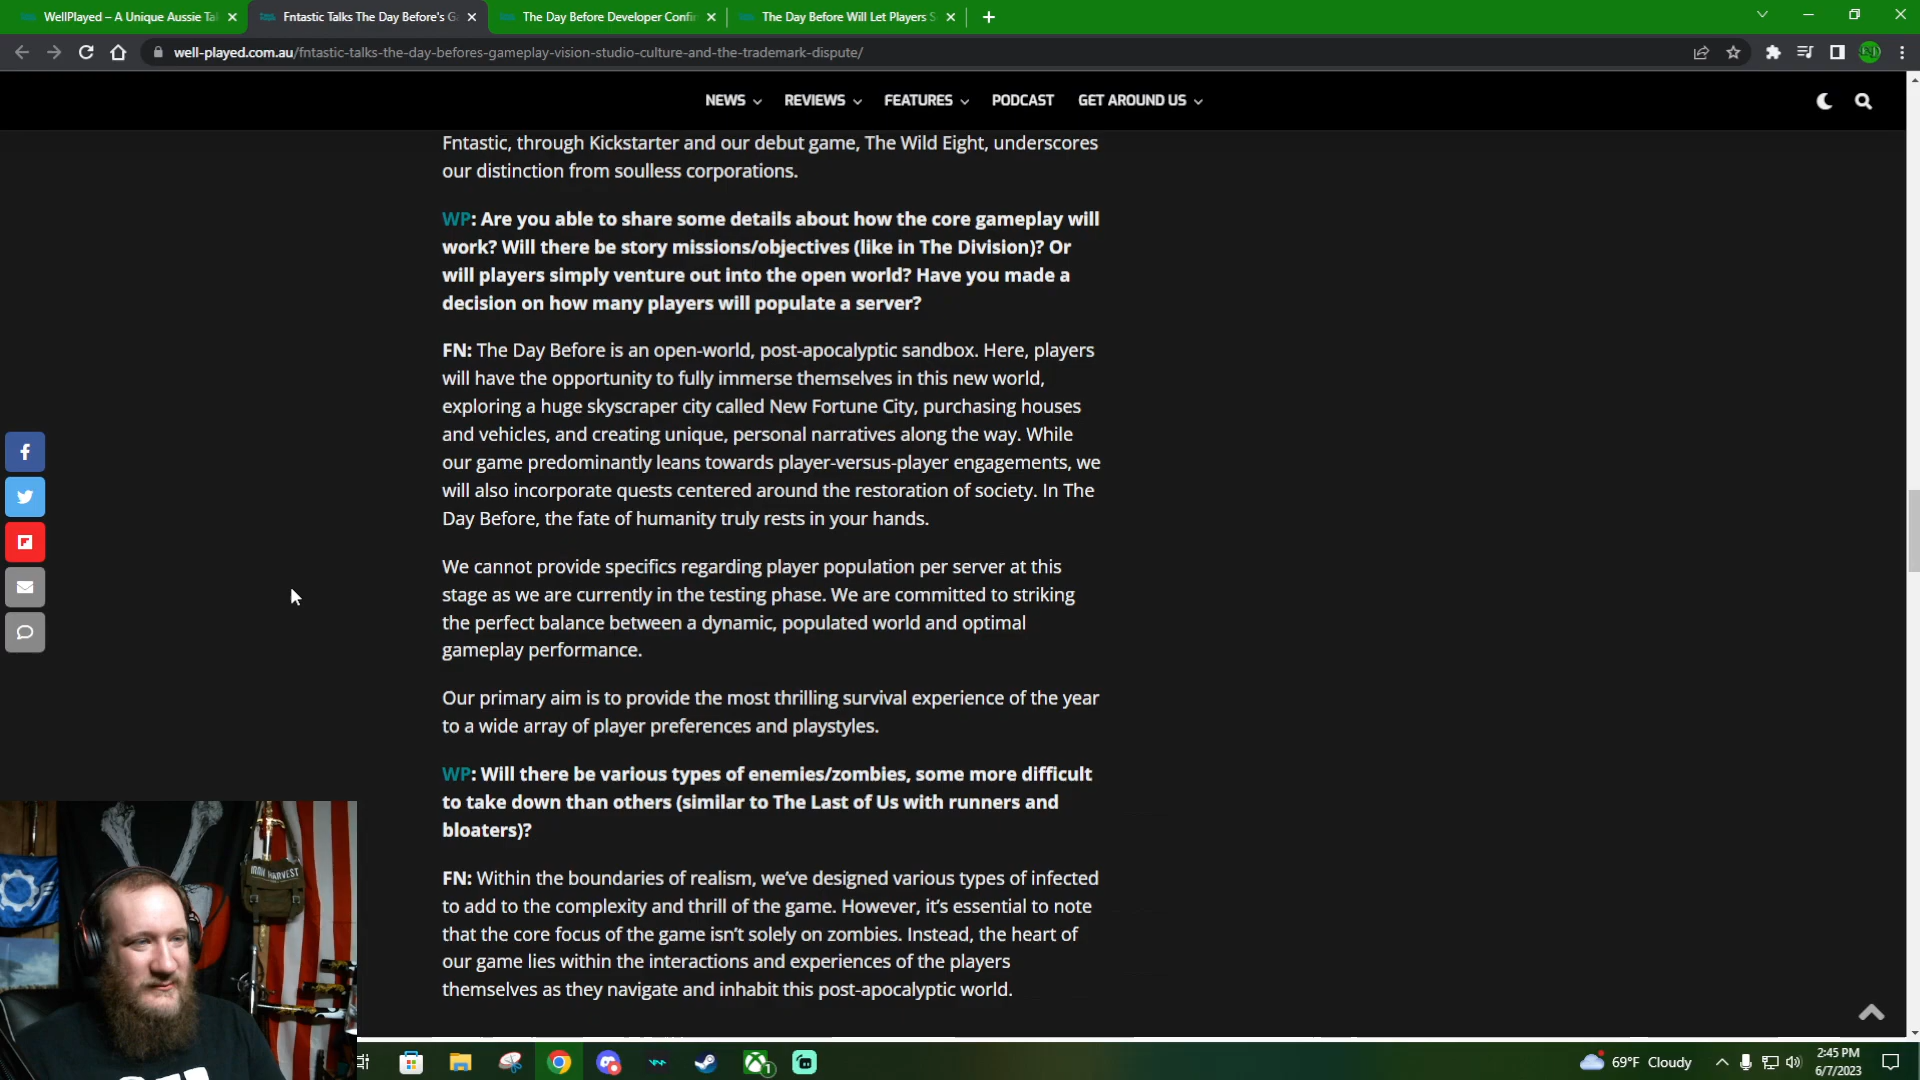 WellPlayed – A Unique Aussie Ta
Fntastic Talks The Day Before's G
The Day Before Developer Confir
The Day Before Will Let Players S
well-played.com.au/fntastic-talks-the-day-befores-gameplay-vision-studio-culture-and-the-trademark-dispute/
NEWS REVIEWS FEATURES PODCAST GET AROUND US
Fntastic, through Kickstarter and our debut game, The Wild Eight, underscores
our distinction from soulless corporations.
WP: Are you able to share some details about how the core gameplay will
work? Will there be story missions/objectives (like in The Division)? Or
will players simply venture out into the open world? Have you made a
decision on how many players will populate a server?
FN: The Day Before is an open-world, post-apocalyptic sandbox. Here, players
will have the opportunity to fully immerse themselves in this new world,
exploring a huge skyscraper city called New Fortune City, purchasing houses
and vehicles, and creating unique, personal narratives along the way. While
our game predominantly leans towards player-versus-player engagements, we
will also incorporate quests centered around the restoration of society. In The
Day Before, the fate of humanity truly rests in your hands.
We cannot provide specifics regarding player population per server at this
stage as we are currently in the testing phase. We are committed to striking
the perfect balance between a dynamic, populated world and optimal
gameplay performance.
Our primary aim is to provide the most thrilling survival experience of the year
to a wide array of player preferences and playstyles.
WP: Will there be various types of enemies/zombies, some more difficult
to take down than others (similar to The Last of Us with runners and
bloaters)?
FN: Within the boundaries of realism, we've designed various types of infected
to add to the complexity and thrill of the game. However, it's essential to note
that the core focus of the game isn't solely on zombies. Instead, the heart of
our game lies within the interactions and experiences of the players
themselves as they navigate and inhabit this post-apocalyptic world.
IRON HARVEST
1
69°F Cloudy
2:45 PM
6/7/2023